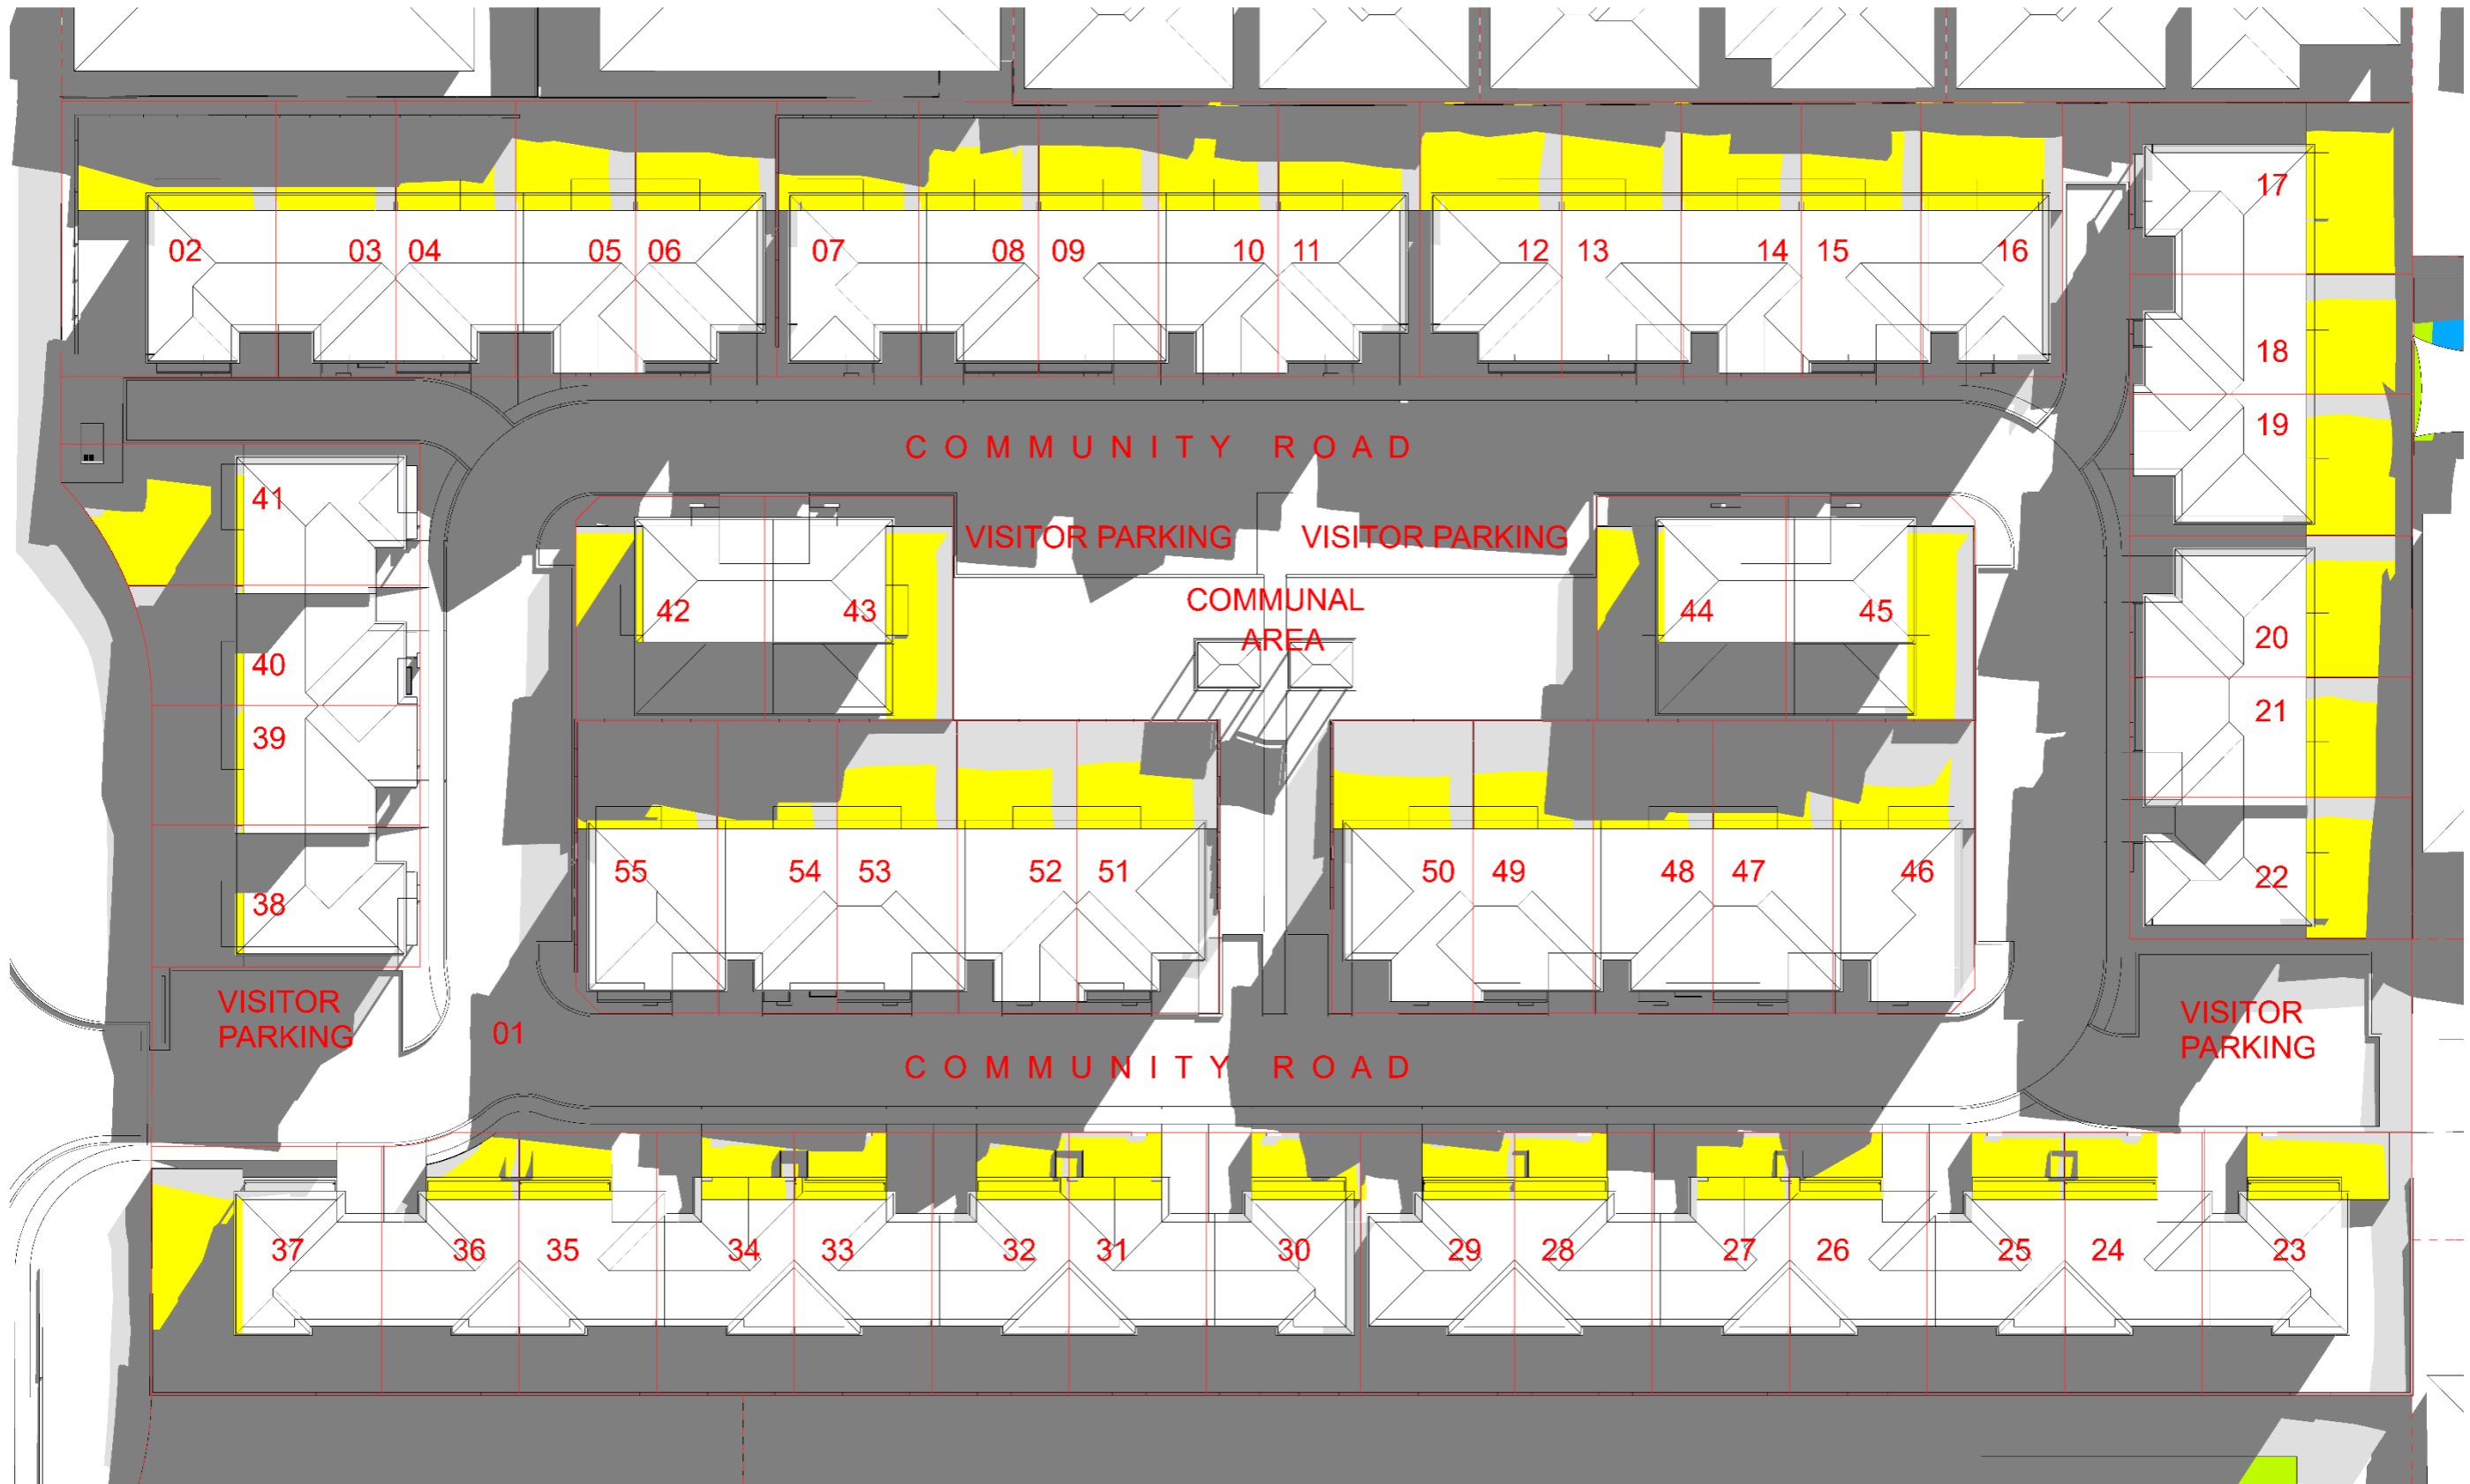 02 03 04 05 06 07 08 09 10 11 12 13 14 15 16
17
18
19
COMMUNITY ROAD
41
VISITOR PARKING VISITOR PARKING
42 43 44 45
COMMUNAL
AREA
40
39
38
20
21
22
55 54 53 52 51 50 49 48 47 46
VISITOR
PARKING
01
COMMUNITY ROAD
VISITOR
PARKING
37 36 35 34 33 32 31 30 29 28 27 26 25 24 23